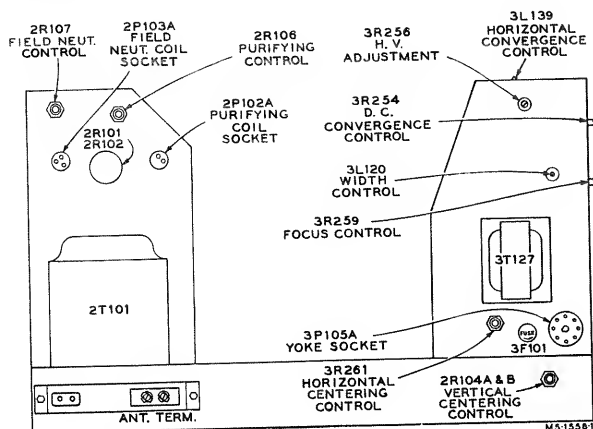 2R107
FIELD NEUT.
CONTROL
2P103A
FIELD
NEUT. COIL
SOCKET
2R106
PURIFYING
CONTROL
2P102A
PURIFYING
COIL
SOCKET
2R101
2R102
2T101
ANT. TERM.
3R256
H. V.
ADJUSTMENT
3L139
HORIZONTAL
CONVERGENCE
CONTROL
3R254
D. C.
CONVERGENCE
CONTROL
3L120
WIDTH
CONTROL
3R259
FOCUS CONTROL
3T127
3P105A
YOKE SOCKET
FUSE
3F101
3R261
HORIZONTAL
CENTERING
CONTROL
2R104A & B
VERTICAL
CENTERING
CONTROL
MS-1558-1